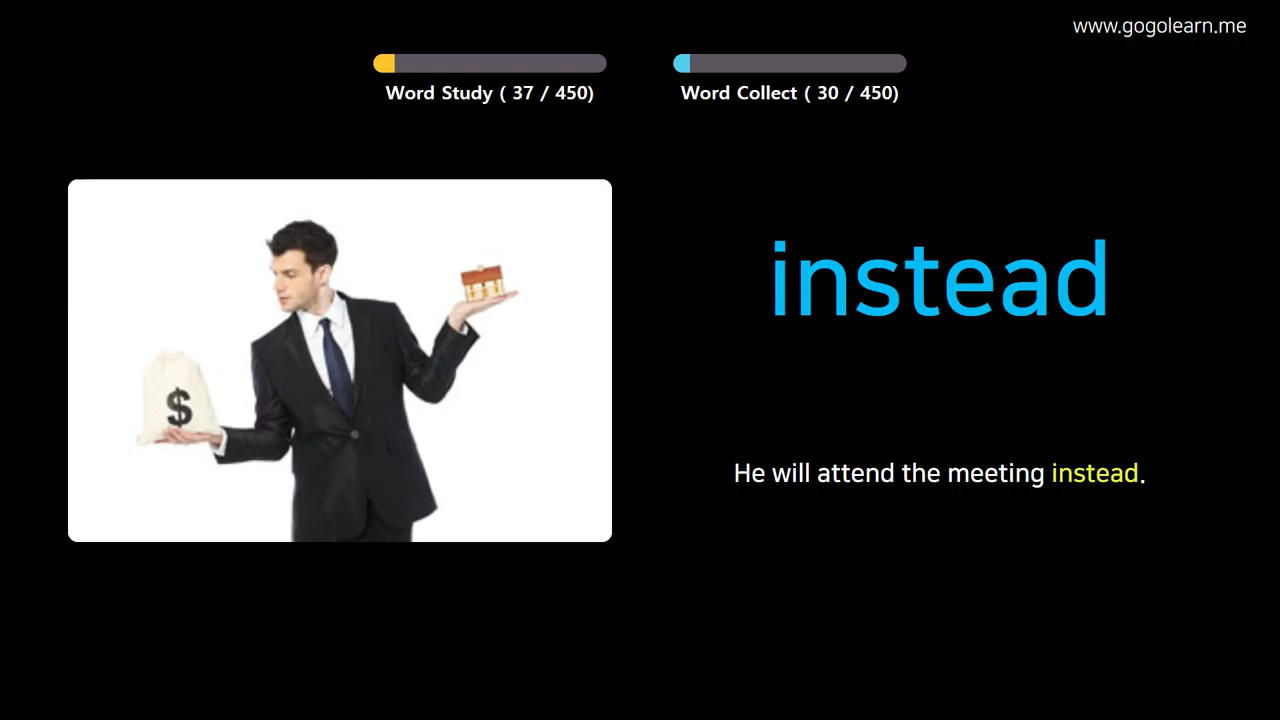 www.gogolearn.me
Word Study ( 37 / 450)
Word Collect ( 30 / 450)
instead
$
He will attend the meeting instead.